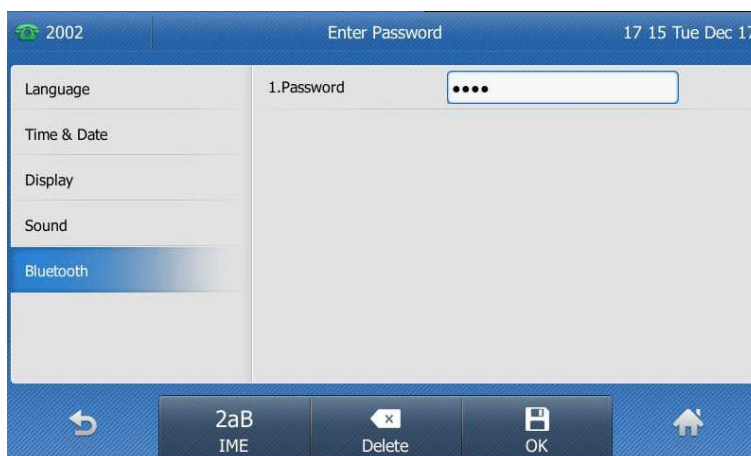 2002 Enter Password 17 15 Tue Dec 17
Language 1.Password ••••
Time & Date
Display
Sound
Bluetooth
2aB
IME Delete OK